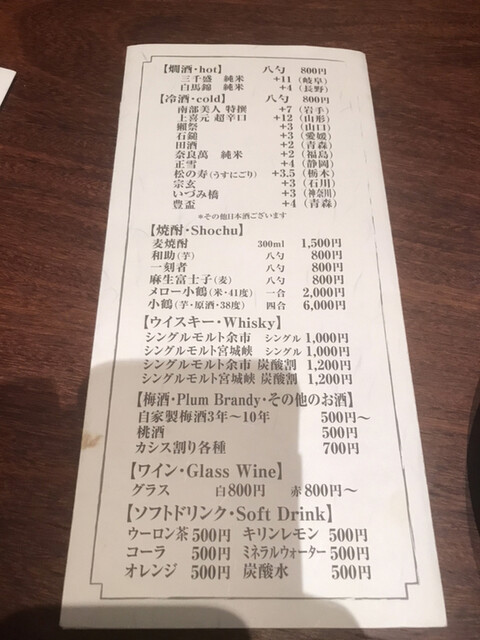 【燗酒・hot】 八勺 800円
三千盛 純米 +11（岐阜）
白馬錦 純米 +4（長野）
【冷酒・cold】 八勺 800円
南部美人 特撰 +7（岩手）
上喜元 超辛口 +12（山形）
獺祭 +3（山口）
石鎚 +3（愛媛）
田酒 +2（青森）
奈良萬 純米 +2（福島）
正雪 +4（静岡）
松の寿（うすにごり） +3.5（栃木）
宗玄 +3（石川）
いづみ橋 +3（神奈川）
豊盃 +4（青森）
*その他日本酒ございます
【焼酎・Shochu】
麦焼酎 300ml 1,500円
和助（芋） 八勺 800円
一刻者 八勺 800円
麻生富士子（麦） 八勺 800円
メロー小鶴（米・41度） 一合 2,000円
小鶴（芋・原酒・38度） 四合 6,000円
【ウイスキー・Whisky】
シングルモルト余市 シングル 1,000円
シングルモルト宮城峡 シングル 1,000円
シングルモルト余市 炭酸割 1,200円
シングルモルト宮城峡 炭酸割 1,200円
【梅酒・Plum Brandy・その他のお酒】
自家製梅酒3年〜10年 500円〜
桃酒 500円
カシス割り各種 700円
【ワイン・Glass Wine】
グラス 白800円 赤800円〜
【ソフトドリンク・Soft Drink】
ウーロン茶 500円 キリンレモン 500円
コーラ 500円 ミネラルウォーター 500円
オレンジ 500円 炭酸水 500円